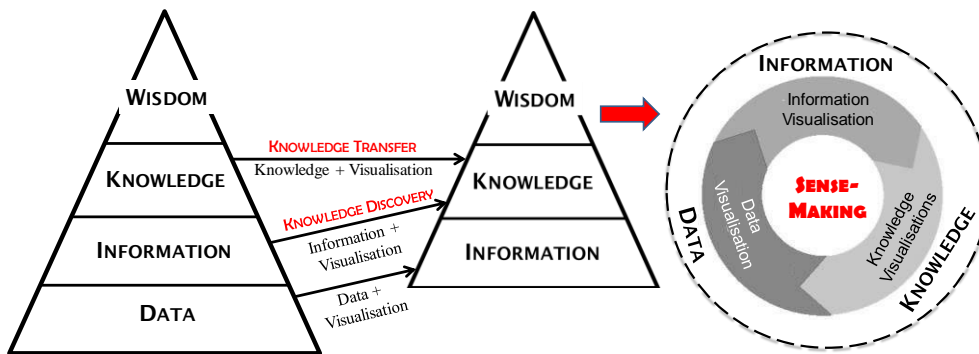 WISDOM
KNOWLEDGE
INFORMATION
DATA
KNOWLEDGE TRANSFER
Knowledge + Visualisation
KNOWLEDGE DISCOVERY
Information +
Visualisation
Data +
Visualisation
WISDOM
KNOWLEDGE
INFORMATION
INFORMATION
Information
Visualisation
DATA
Data
Visualisation
SENSE-
MAKING
Knowledge
Visualisations
KNOWLEDGE